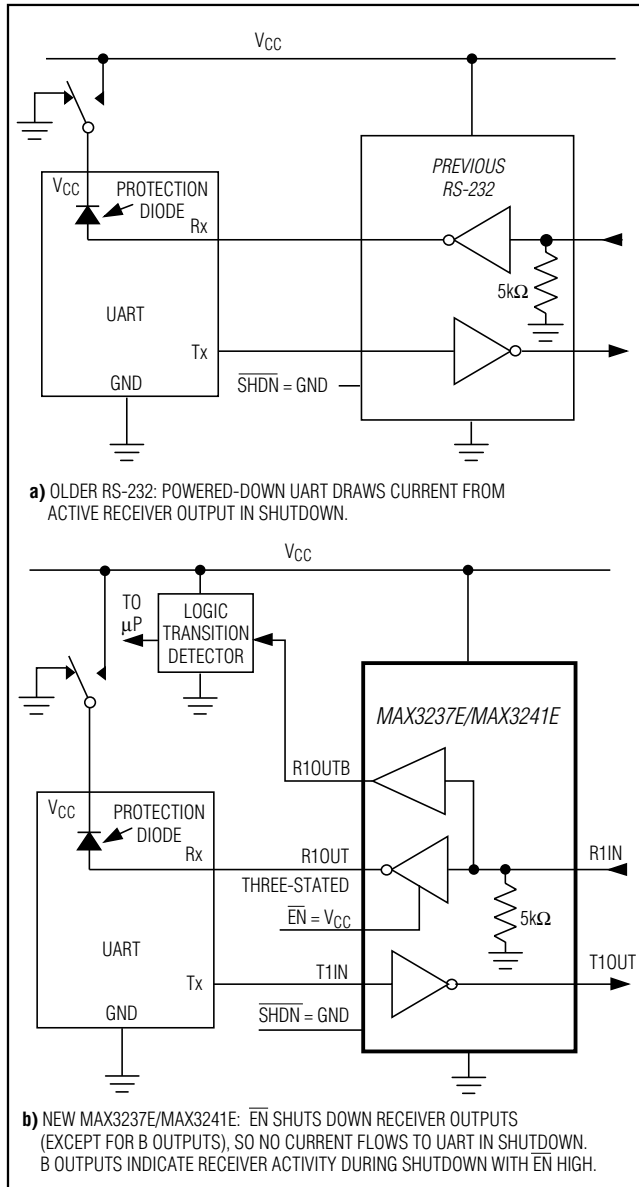 VCC
VCC
PROTECTION
DIODE
Rx
UART
Tx
GND
PREVIOUS
RS-232
5kΩ
SHDN = GND
a) OLDER RS-232: POWERED-DOWN UART DRAWS CURRENT FROM
ACTIVE RECEIVER OUTPUT IN SHUTDOWN.
VCC
TO
μP
LOGIC
TRANSITION
DETECTOR
MAX3237E/MAX3241E
R1OUTB
VCC
PROTECTION
DIODE
Rx
R1OUT
R1IN
THREE-STATED
EN = VCC
5kΩ
UART
Tx
T1IN
T1OUT
GND
SHDN = GND
b) NEW MAX3237E/MAX3241E: EN SHUTS DOWN RECEIVER OUTPUTS
(EXCEPT FOR B OUTPUTS), SO NO CURRENT FLOWS TO UART IN SHUTDOWN.
B OUTPUTS INDICATE RECEIVER ACTIVITY DURING SHUTDOWN WITH EN HIGH.